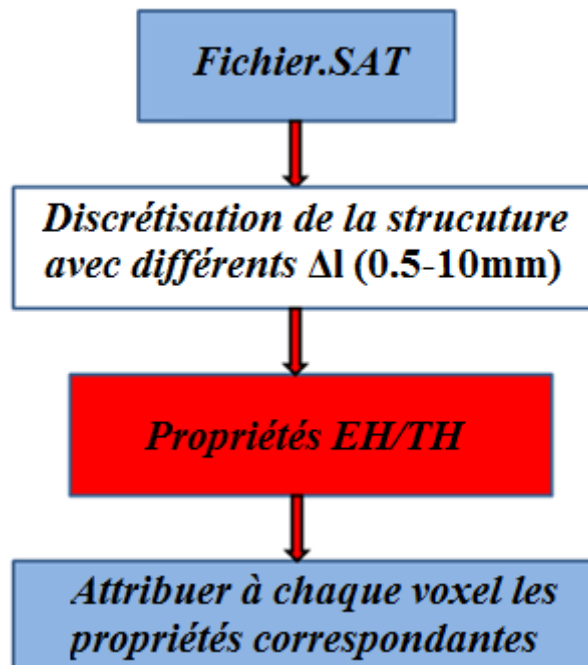 Fichier.SAT
Discrétisation de la strucuture
avec différents Δl (0.5-10mm)
Propriétés EH/TH
Attribuer à chaque voxel les
propriétés correspondantes